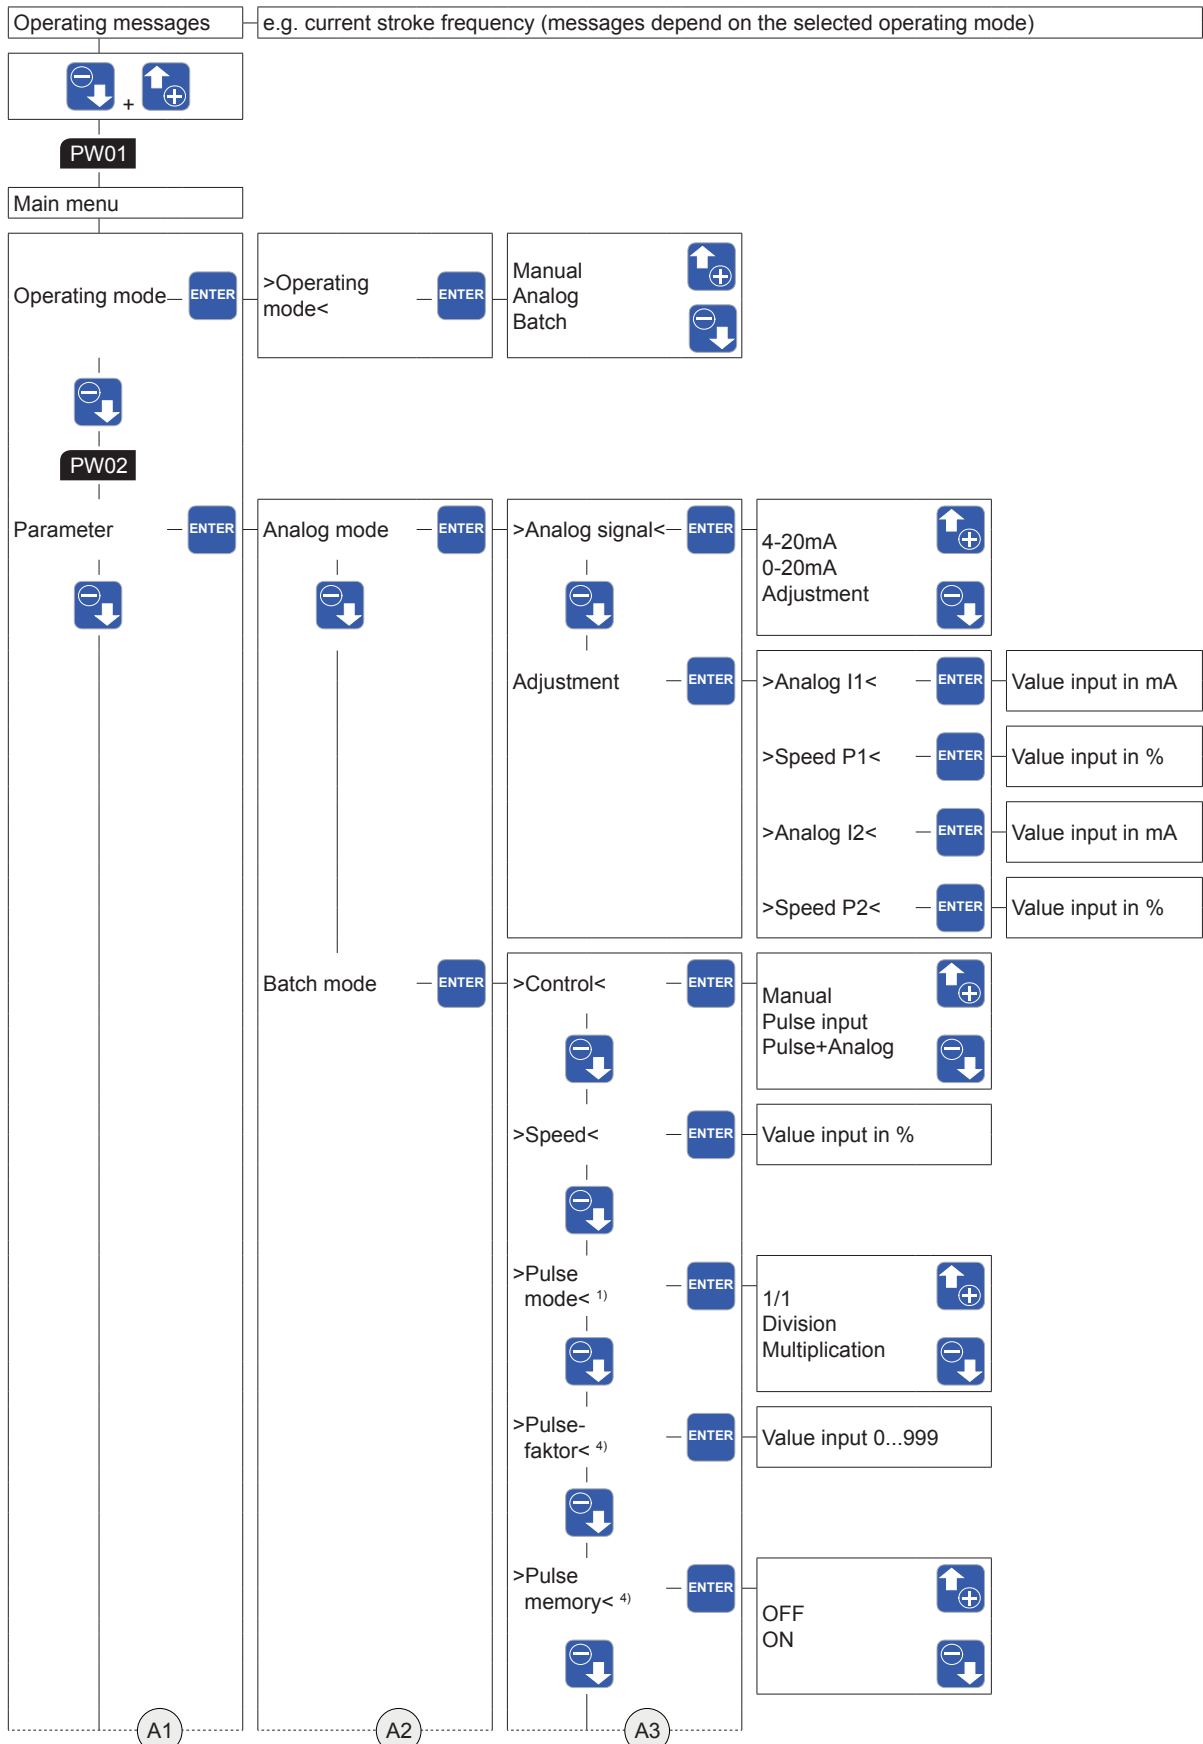 Operating messages
e.g. current stroke frequency (messages depend on the selected operating mode)
+
PW01
Main menu
Operating mode
ENTER
>Operating
mode<
ENTER
Manual
Analog
Batch
PW02
Parameter
ENTER
Analog mode
ENTER
>Analog signal<
ENTER
4-20mA
0-20mA
Adjustment
Adjustment
ENTER
>Analog I1<
ENTER
Value input in mA
>Speed P1<
ENTER
Value input in %
>Analog I2<
ENTER
Value input in mA
>Speed P2<
ENTER
Value input in %
Batch mode
ENTER
>Control<
ENTER
Manual
Pulse input
Pulse+Analog
>Speed<
ENTER
Value input in %
>Pulse
mode< 1)
ENTER
1/1
Division
Multiplication
>Pulse-
faktor< 4)
ENTER
Value input 0...999
>Pulse
memory< 4)
ENTER
OFF
ON
A1
A2
A3